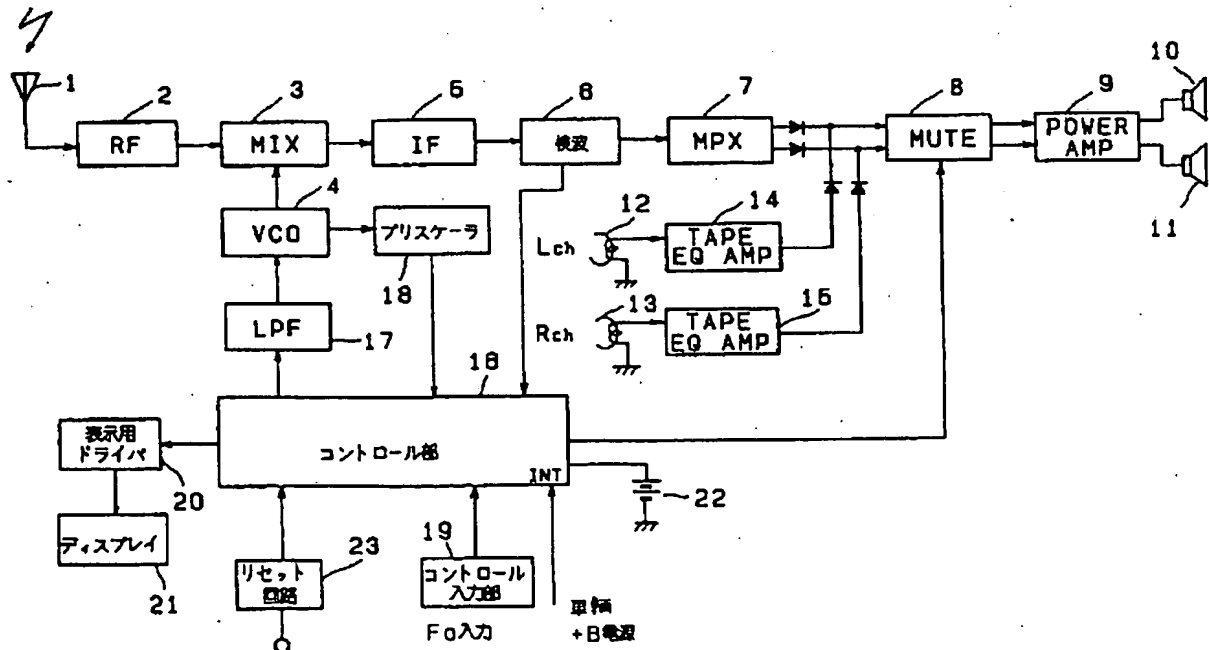 1
2
3
5
6
7
8
9
10
RF
MIX
IF
検波
MPX
MUTE
POWER
AMP
4
VCO
プリスケーラ
18
12
14
Lch
TAPE
EQ AMP
11
LPF
17
13
15
Rch
TAPE
EQ AMP
16
表示用
ドライバ
20
コントロール部
INT
22
ディスプレイ
21
リセット
回路
23
19
コントロール
入力部
Fo入力
車輌
+B電源